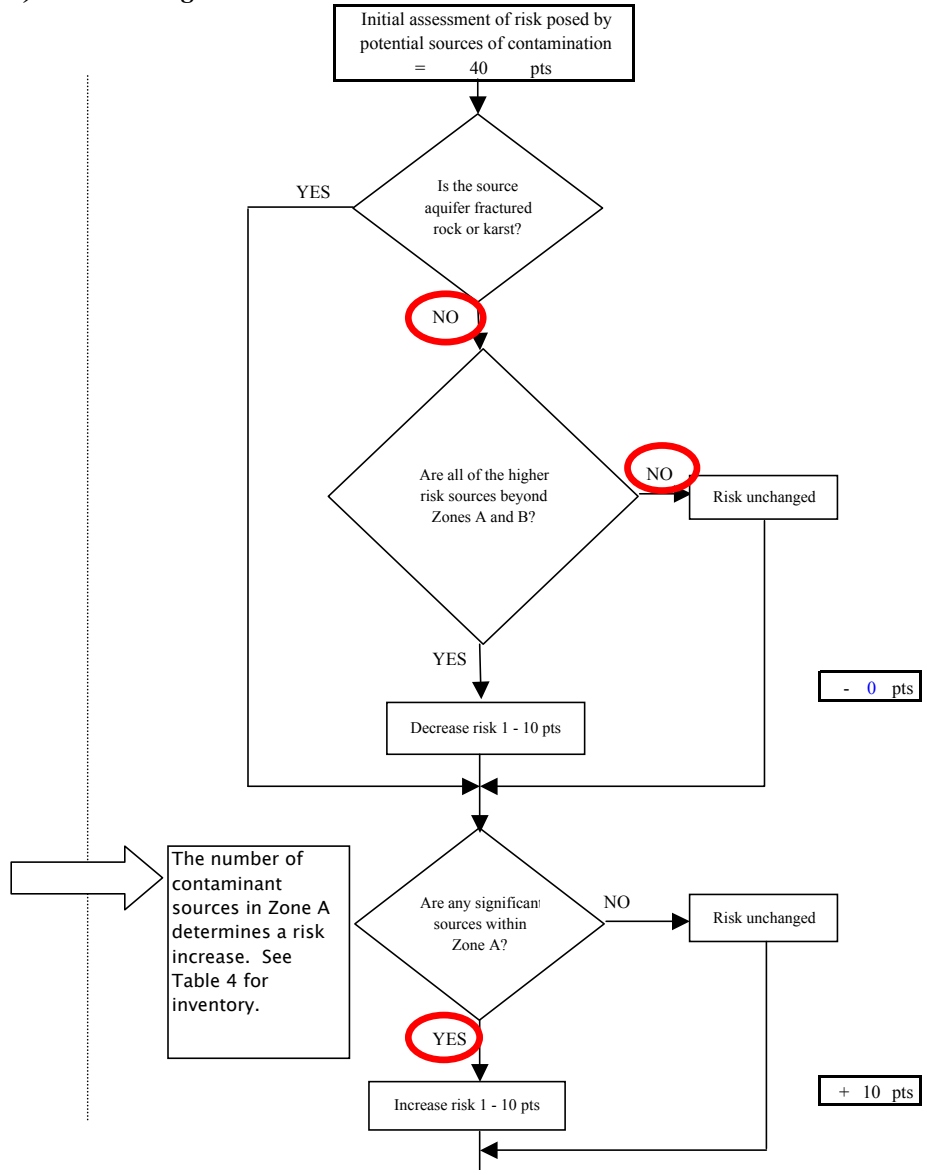 Initial assessment of risk posed by
potential sources of contamination
= 40 pts
YES
Is the source
aquifer fractured
rock or karst?
NO
Are all of the higher
risk sources beyond
Zones A and B?
NO
Risk unchanged
YES
- 0 pts
Decrease risk 1 - 10 pts
The number of
contaminant
sources in Zone A
determines a risk
increase. See
Table 4 for
inventory.
Are any significant
sources within
Zone A?
NO
Risk unchanged
YES
+ 10 pts
Increase risk 1 - 10 pts